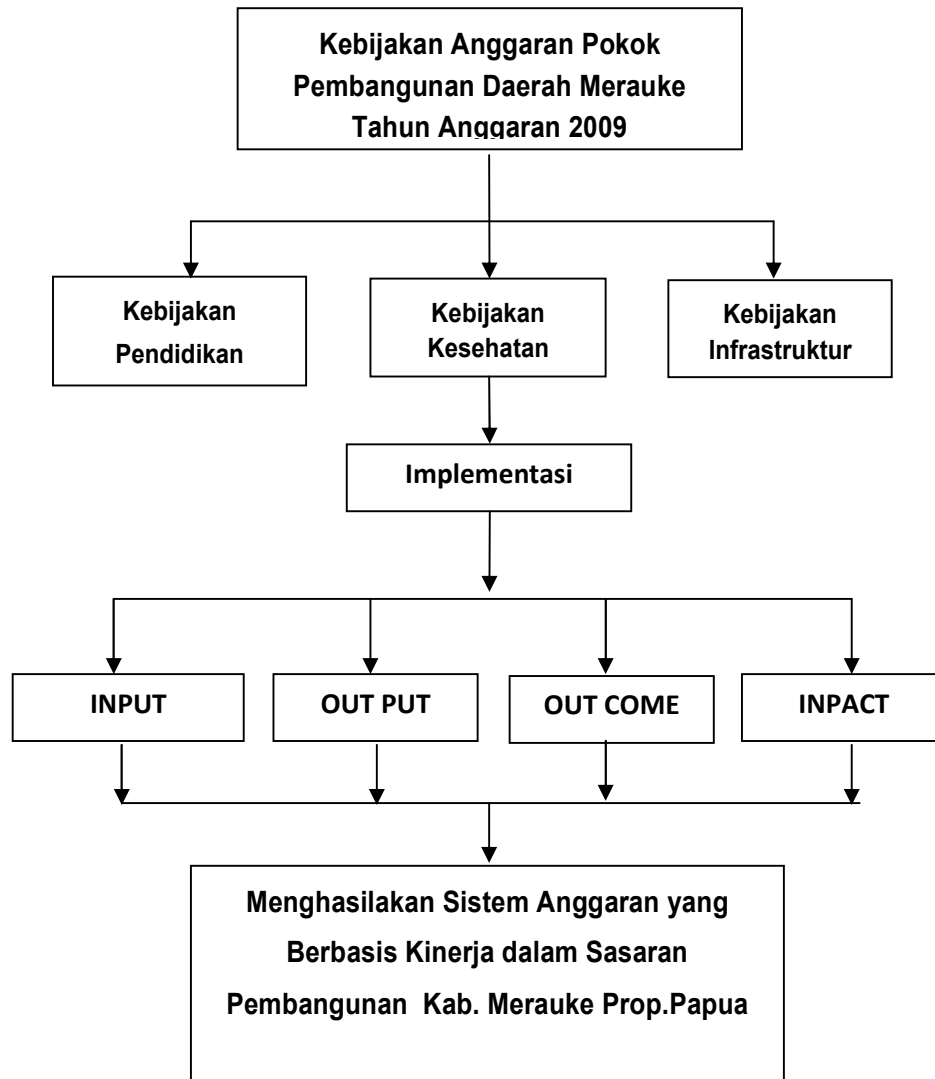 Kebijakan Anggaran Pokok
Pembangunan Daerah Merauke
Tahun Anggaran 2009
Kebijakan
Pendidikan
Kebijakan
Kesehatan
Kebijakan
Infrastruktur
Implementasi
INPUT
OUT PUT
OUT COME
INPACT
Menghasilakan Sistem Anggaran yang
Berbasis Kinerja dalam Sasaran
Pembangunan Kab. Merauke Prop.Papua